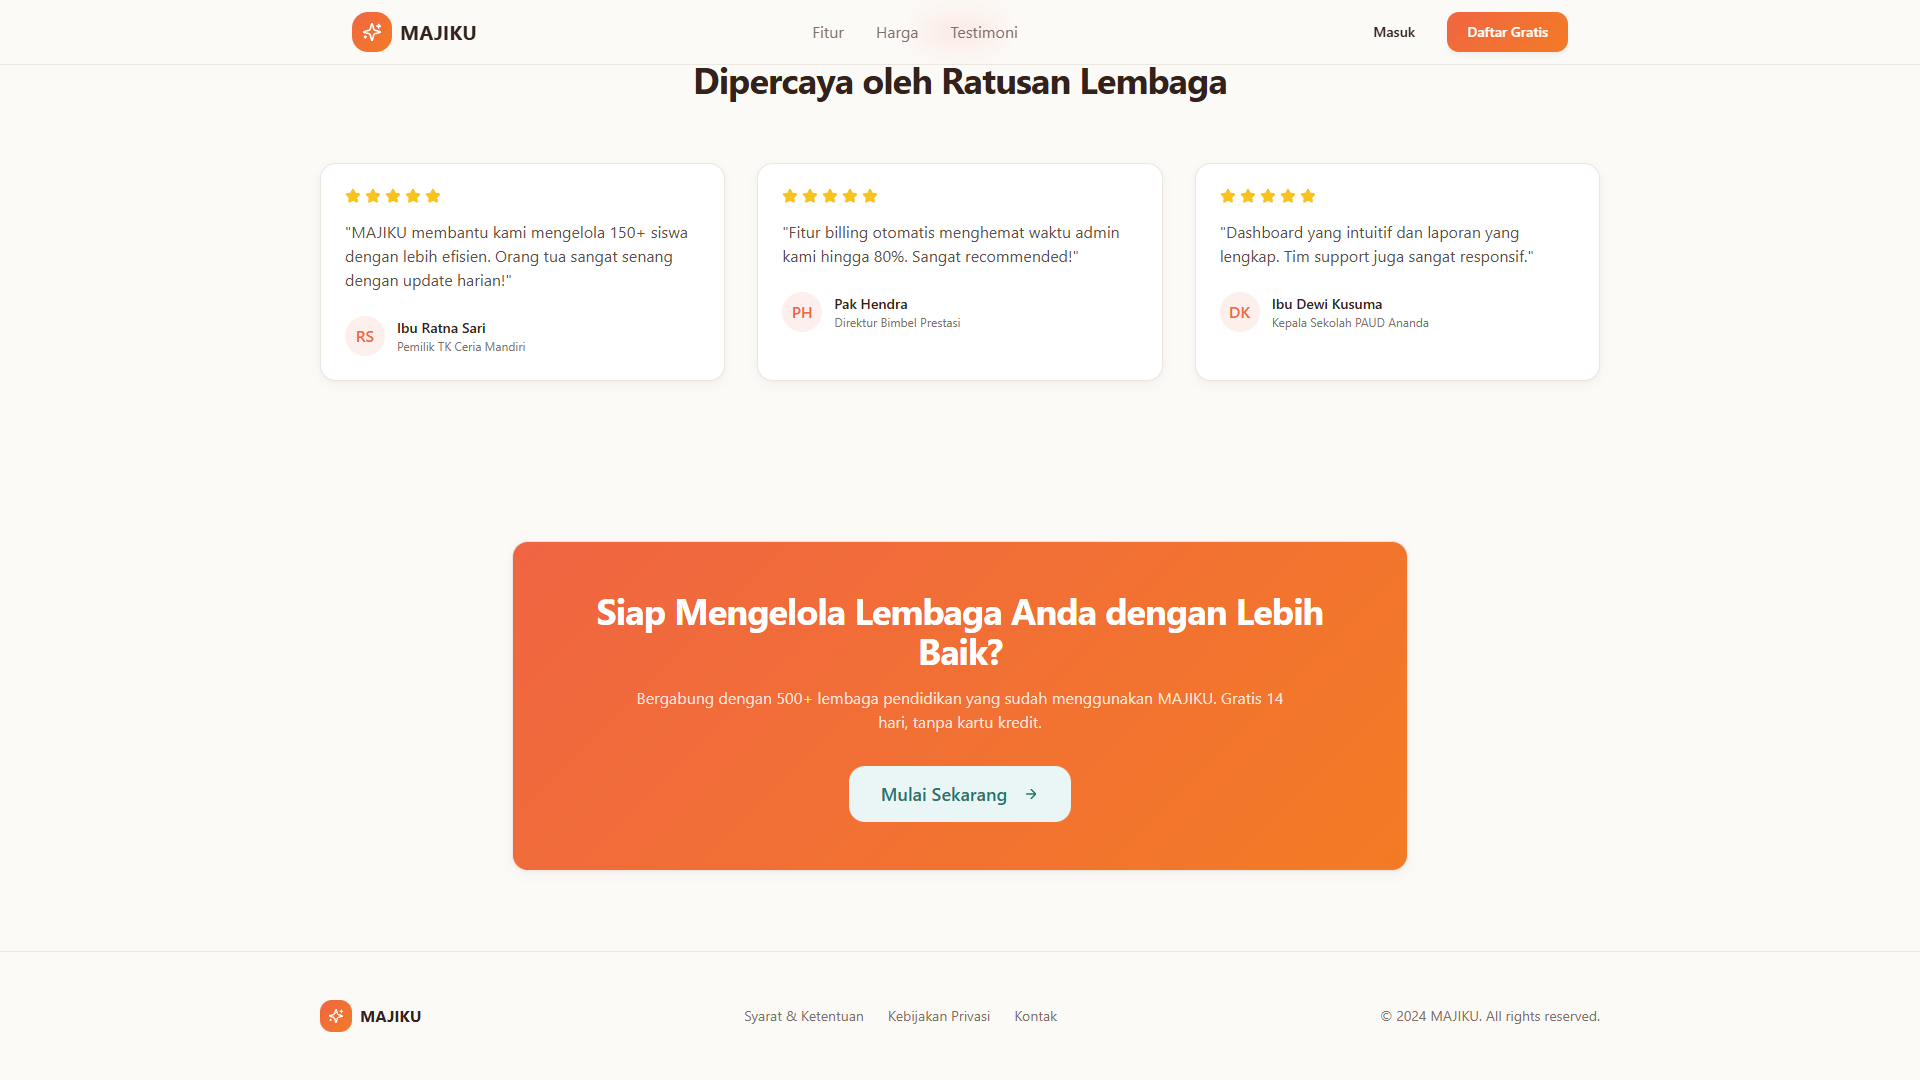 MAJIKU
Fitur
Harga
Testimoni
Masuk
Daftar Gratis
Dipercaya oleh Ratusan Lembaga
"MAJIKU membantu kami mengelola 150+ siswa
dengan lebih efisien. Orang tua sangat senang
dengan update harian!"
RS
Ibu Ratna Sari
Pemilik TK Ceria Mandiri
"Fitur billing otomatis menghemat waktu admin
kami hingga 80%. Sangat recommended!"
PH
Pak Hendra
Direktur Bimbel Prestasi
"Dashboard yang intuitif dan laporan yang
lengkap. Tim support juga sangat responsif."
DK
Ibu Dewi Kusuma
Kepala Sekolah PAUD Ananda
Siap Mengelola Lembaga Anda dengan Lebih
Baik?
Bergabung dengan 500+ lembaga pendidikan yang sudah menggunakan MAJIKU. Gratis 14
hari, tanpa kartu kredit.
Mulai Sekarang
MAJIKU
Syarat & Ketentuan
Kebijakan Privasi
Kontak
© 2024 MAJIKU. All rights reserved.